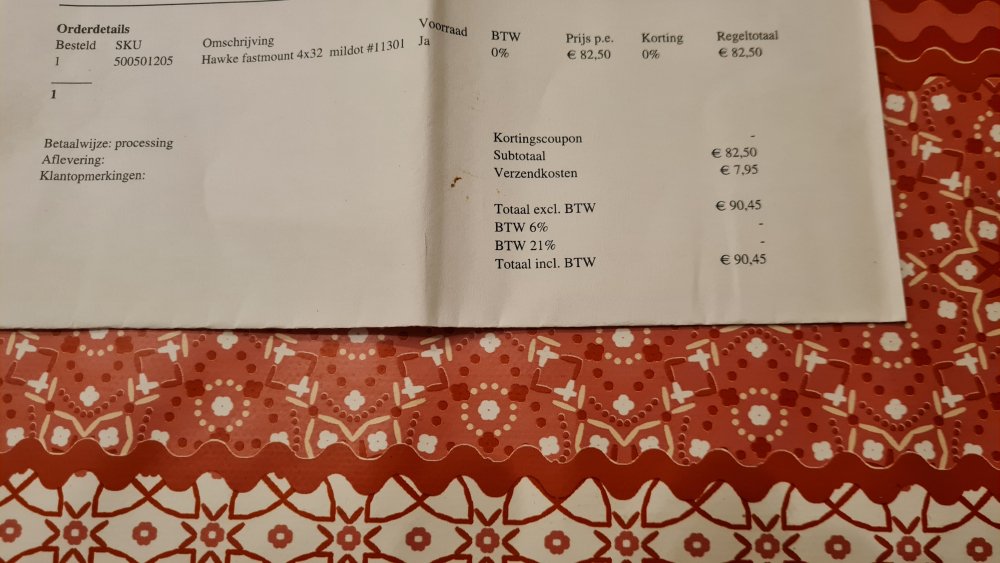 Orderdetails
Besteld SKU Omschrijving Voorraad BTW Prijs p.e. Korting Regeltotaal
1 500501205 Hawke fastmount 4x32 mildot #11301 Ja 0% € 82,50 0% € 82,50
1
Betaalwijze: processing
Aflevering:
Klantopmerkingen:
Kortingscoupon -
Subtotaal € 82,50
Verzendkosten € 7,95
Totaal excl. BTW € 90,45
BTW 6% -
BTW 21% -
Totaal incl. BTW € 90,45